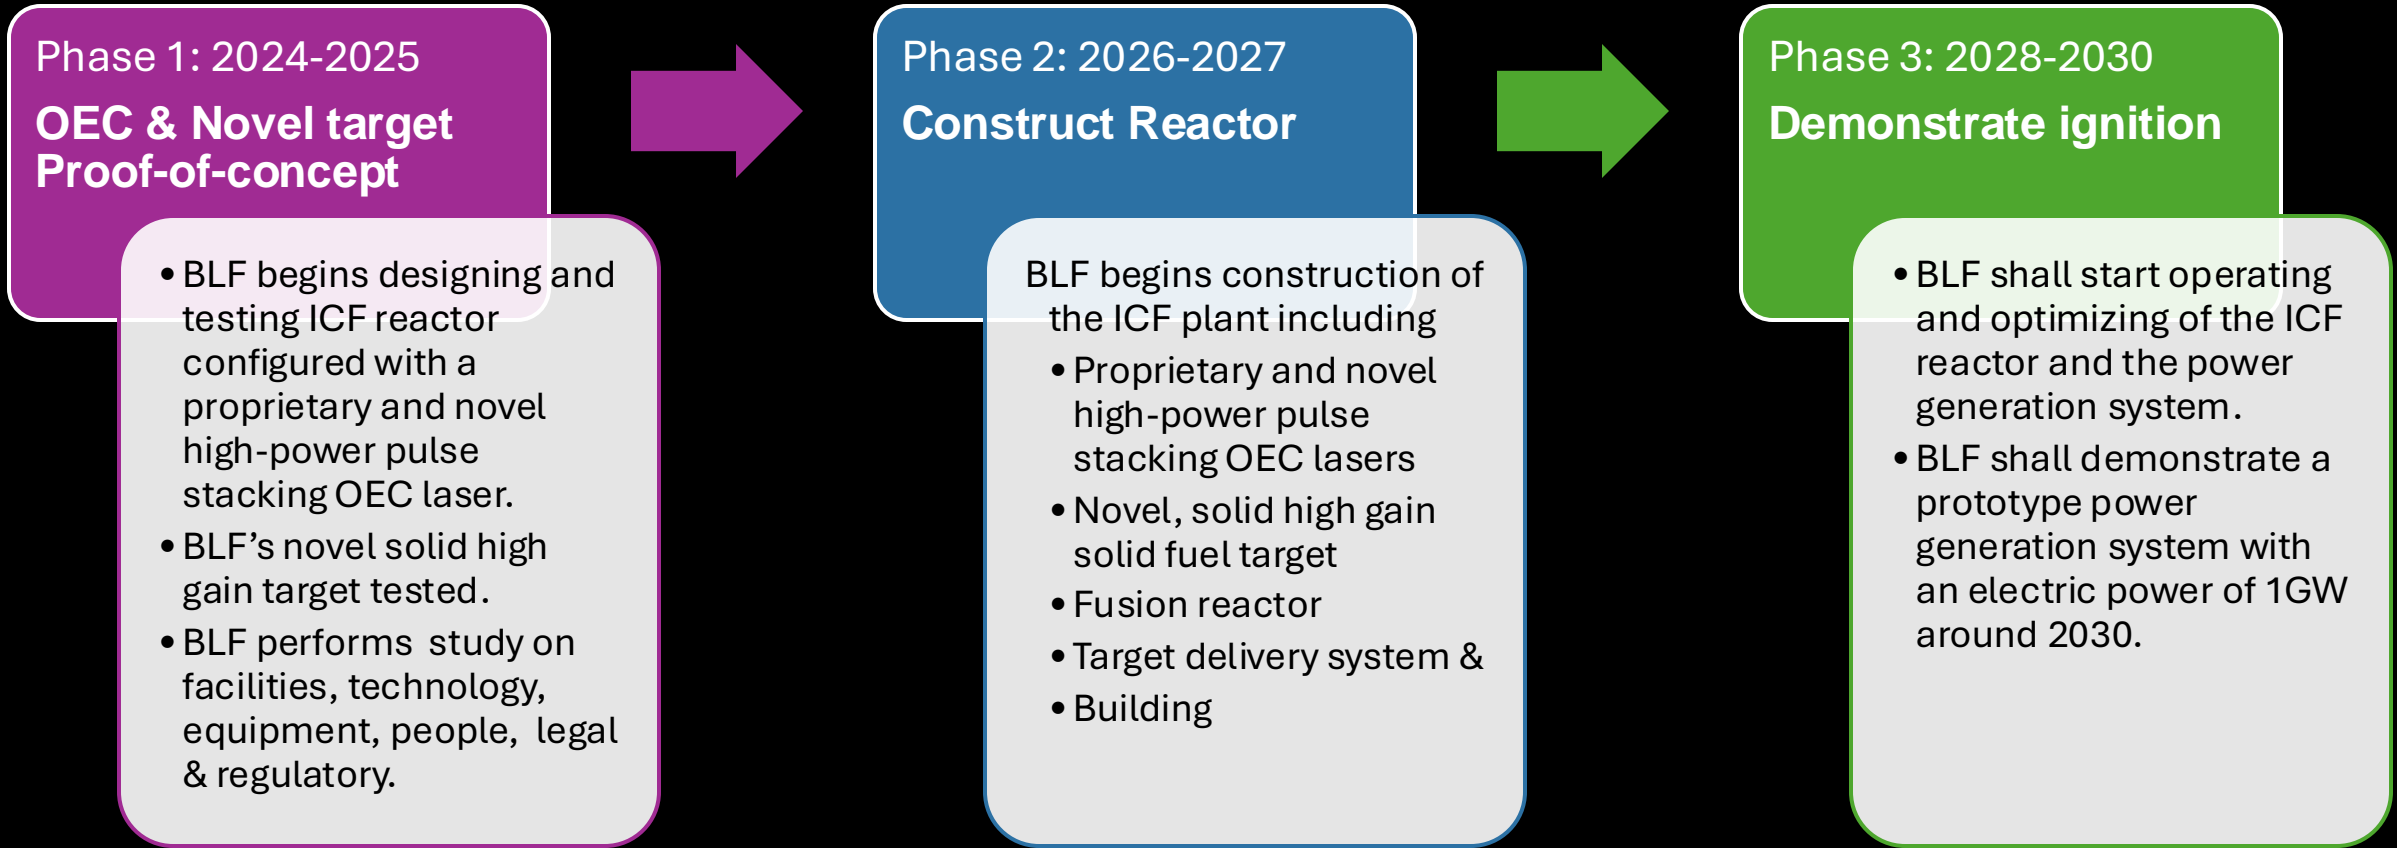 Phase 1: 2024-2025
OEC & Novel target
Proof-of-concept
• BLF begins designing and
testing ICF reactor
configured with a
proprietary and novel
high-power pulse
stacking OEC laser.
• BLF’s novel solid high
gain target tested.
• BLF performs  study on
facilities, technology,
equipment, people,  legal
& regulatory.
Phase 2: 2026-2027
Construct Reactor
BLF begins construction of
the ICF plant including
• Proprietary and novel
high-power pulse
stacking OEC lasers
• Novel, solid high gain
solid fuel target
• Fusion reactor
• Target delivery system &
• Building
Phase 3: 2028-2030
Demonstrate ignition
• BLF shall start operating
and optimizing of the ICF
reactor and the power
generation system.
• BLF shall demonstrate a
prototype power
generation system with
an electric power of 1GW
around 2030.